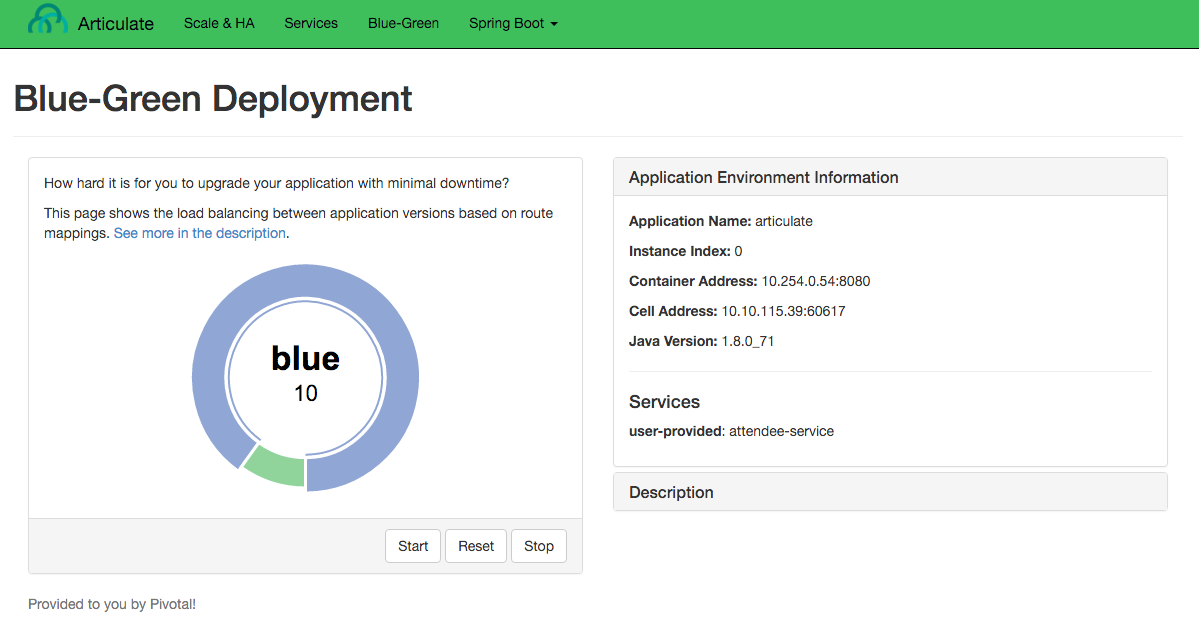 Articulate
Scale & HA
Services
Blue-Green
Spring Boot
Blue-Green Deployment
How hard it is for you to upgrade your application with minimal downtime?
This page shows the load balancing between application versions based on route
mappings. See more in the description.
blue
10
Start
Reset
Stop
Application Environment Information
Application Name: articulate
Instance Index: 0
Container Address: 10.254.0.54:8080
Cell Address: 10.10.115.39:60617
Java Version: 1.8.0_71
Services
user-provided: attendee-service
Description
Provided to you by Pivotal!